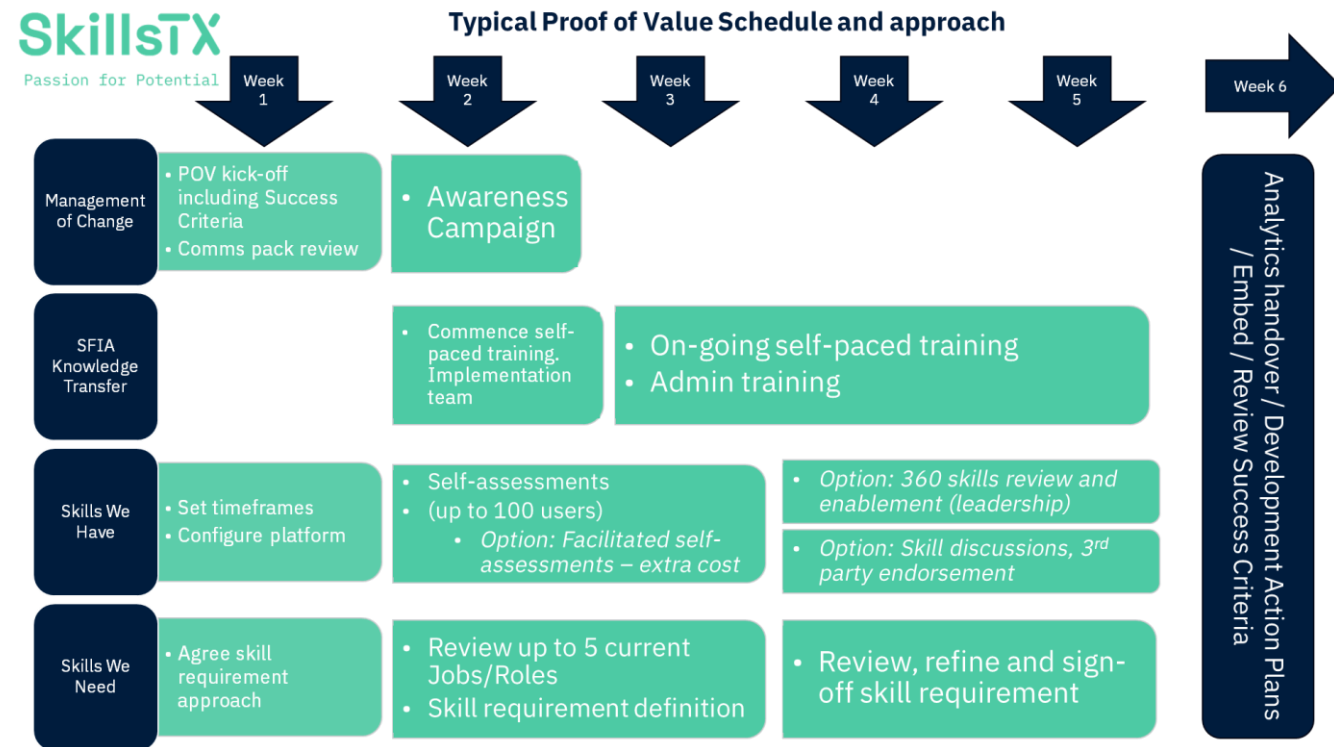 SkillsTX
Passion for Potential
Typical Proof of Value Schedule and approach
Week
1
Week
2
Week
3
Week
4
Week
5
Week 6
Management
of Change
• POV kick-off
including Success
Criteria
• Comms pack review
• Awareness
Campaign
SFIA
Knowledge
Transfer
• Commence self-
paced training.
Implementation
team
• On-going self-paced training
• Admin training
Skills We
Have
• Set timeframes
• Configure platform
• Self-assessments
• (up to 100 users)
• Option: Facilitated self-
assessments – extra cost
• Option: 360 skills review and
enablement (leadership)
• Option: Skill discussions, 3rd
party endorsement
Skills We
Need
• Agree skill
requirement
approach
• Review up to 5 current
Jobs/Roles
• Skill requirement definition
• Review, refine and sign-
off skill requirement
Analytics handover / Development Action Plans
/ Embed / Review Success Criteria